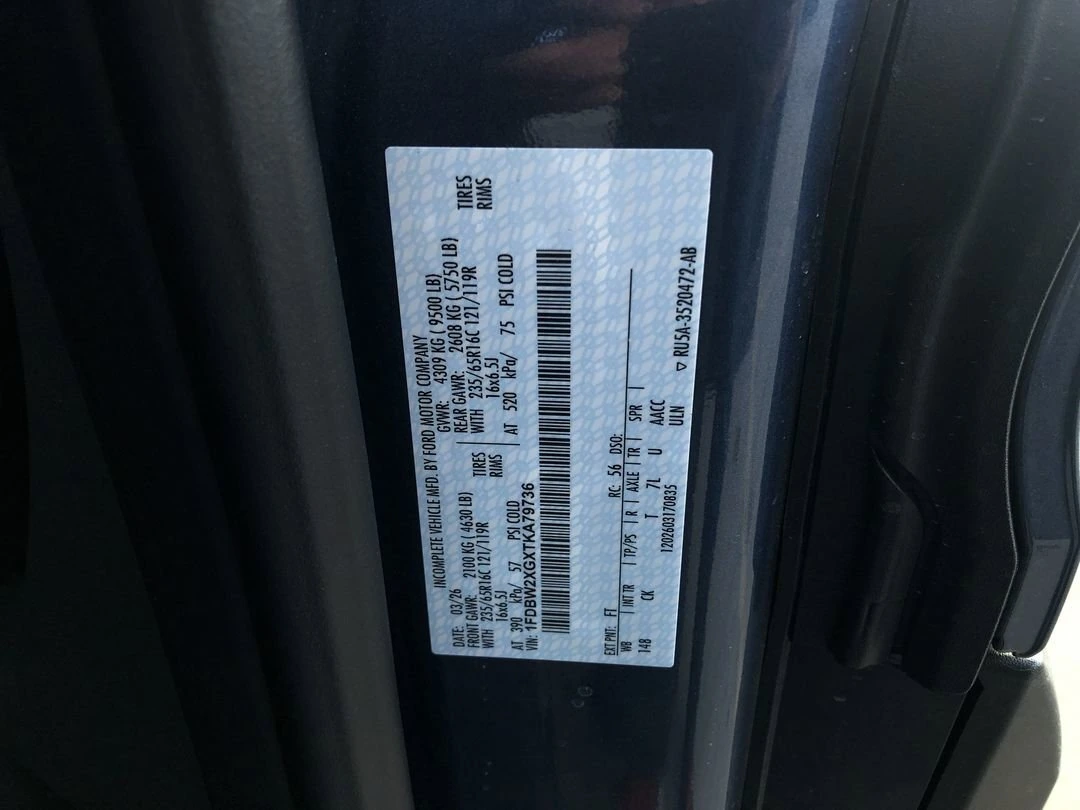 INCOMPLETE VEHICLE MFD. BY FORD MOTOR COMPANY
DATE: 03/26 GVWR: 4309 KG ( 9500 LB)
FRONT GAWR: 2100 KG ( 4630 LB) REAR GAWR: 2608 KG ( 5750 LB)
WITH 235/65R16C 121/119R TIRES WITH 235/65R16C 121/119R TIRES
16x6.5J RIMS 16x6.5J RIMS
AT 390 kPa/ 57 PSI COLD AT 520 kPa/ 75 PSI COLD
VIN: 1FDBW2XGXTKA79736
EXT PNT: FT RC: 56 DSO:
WB INT TR TP/PS R AXLE TR SPR
148 CK T 7L U AACC
1202603170835 ULN
▽ RU5A-3520472-AB